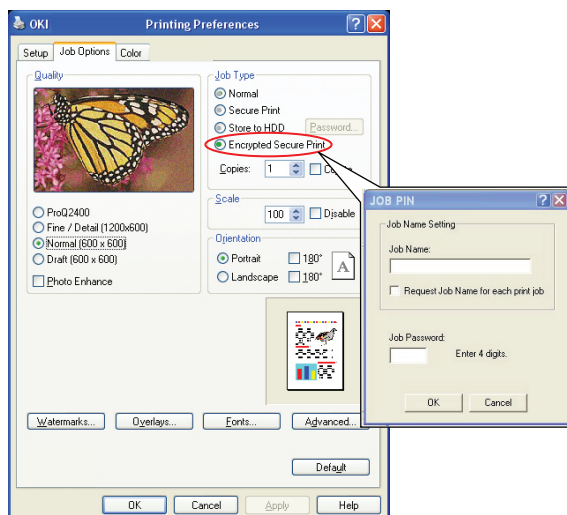 OKI Printing Preferences
Setup Job Options Color
Quality
ProQ2400
Fine / Detail (1200x600)
Normal (600 x 600)
Draft (600 x 600)
Photo Enhance
Job Type
Normal
Secure Print
Store to HDD Password...
Encrypted Secure Print
Copies: 1
Scale
100 Disable
Orientation
Portrait 180°
Landscape 180°
A
Watermarks... Overlays... Fonts... Advanced...
Default
OK Cancel Apply Help
JOB PIN
Job Name Setting
Job Name:
Request Job Name for each print job
Job Password:
Enter 4 digits.
OK Cancel